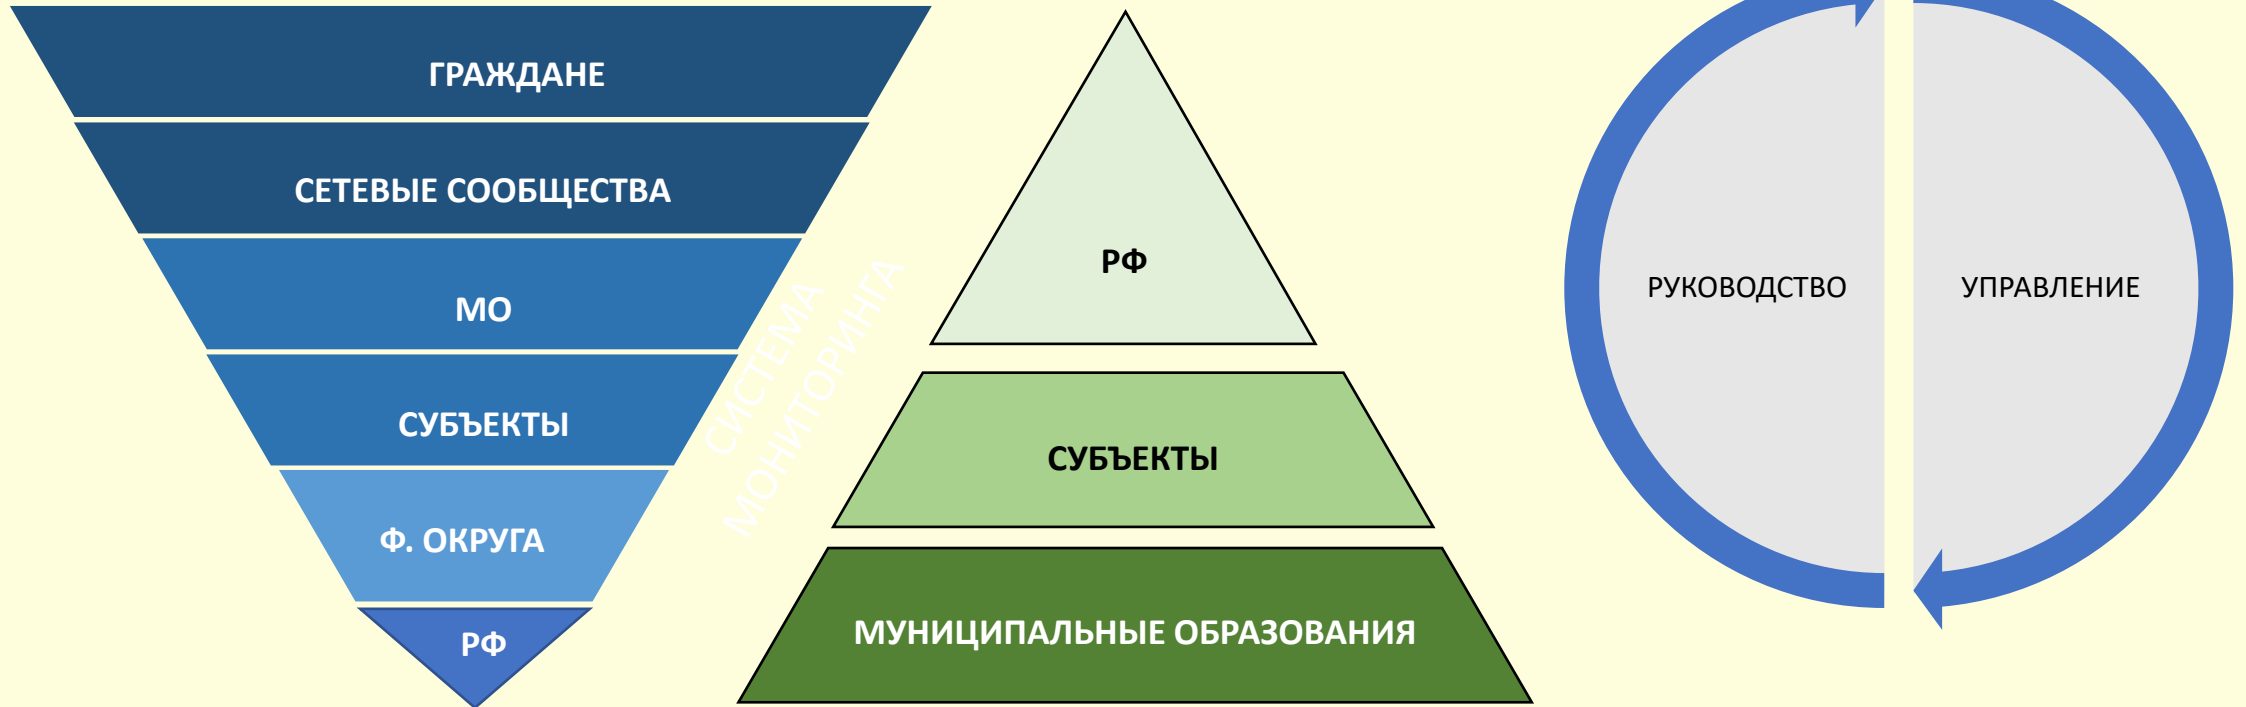 ГРАЖДАНЕ
СЕТЕВЫЕ СООБЩЕСТВА
МО
СУБЪЕКТЫ
Ф. ОКРУГА
РФ
СИСТЕМА
МОНИТОРИНГА
РФ
СУБЪЕКТЫ
МУНИЦИПАЛЬНЫЕ ОБРАЗОВАНИЯ
РУКОВОДСТВО
УПРАВЛЕНИЕ